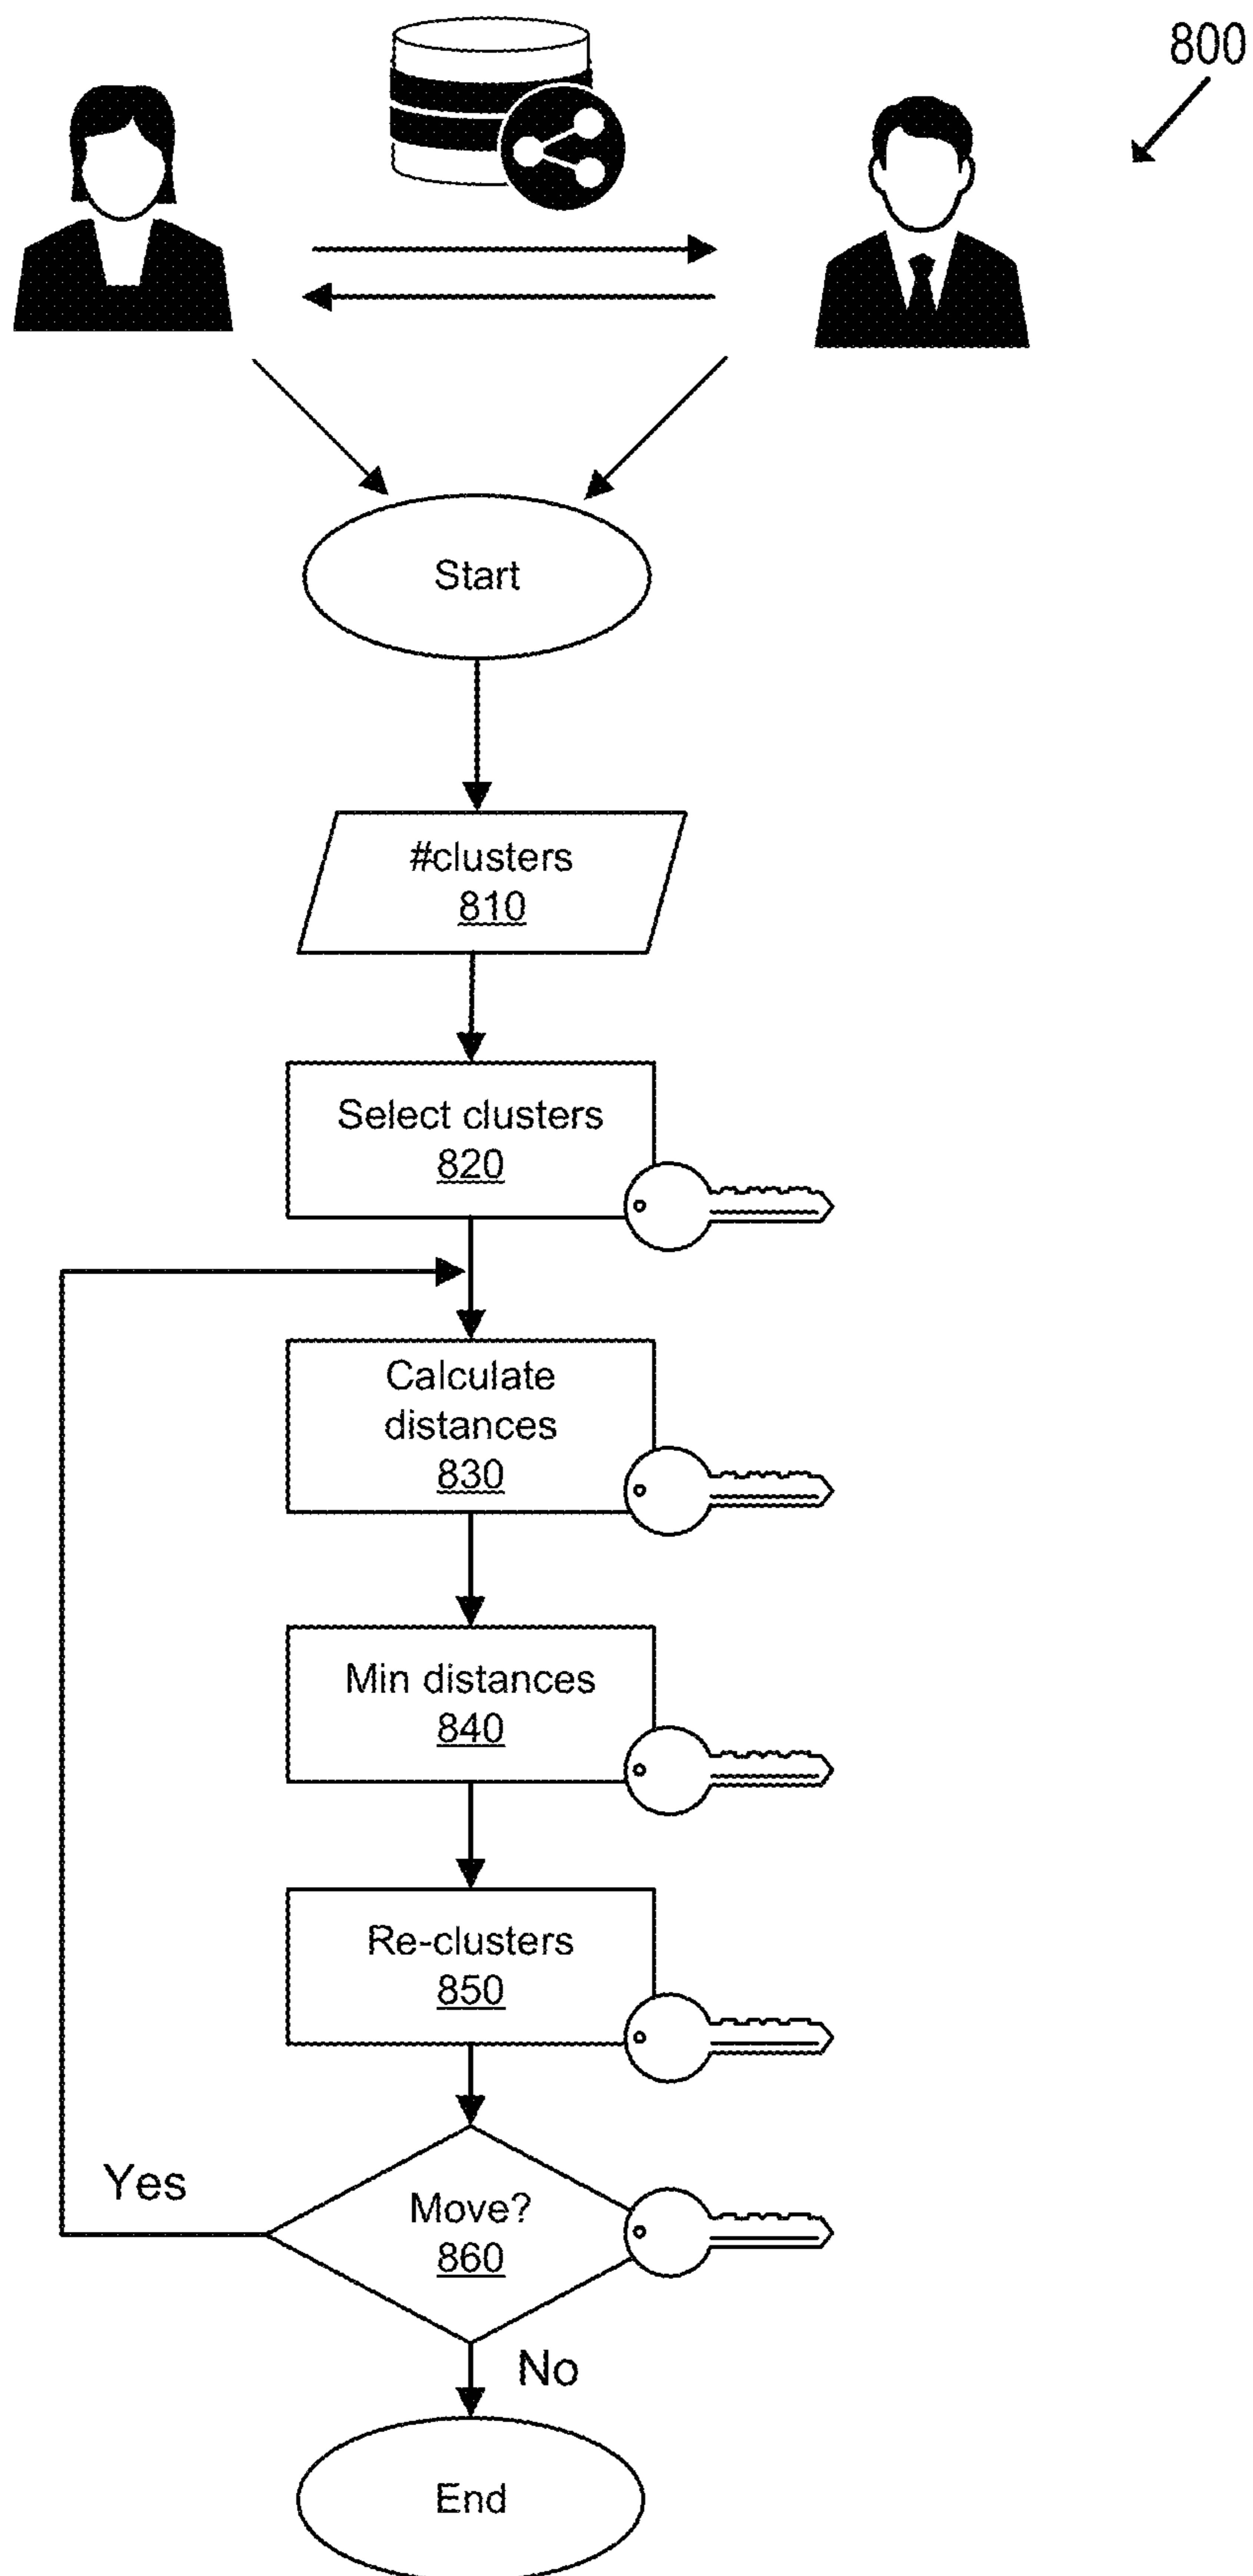 800
Start
#clusters
810
Select clusters
820
Calculate
distances
830
Min distances
840
Re-clusters
850
Yes
Move?
860
No
End